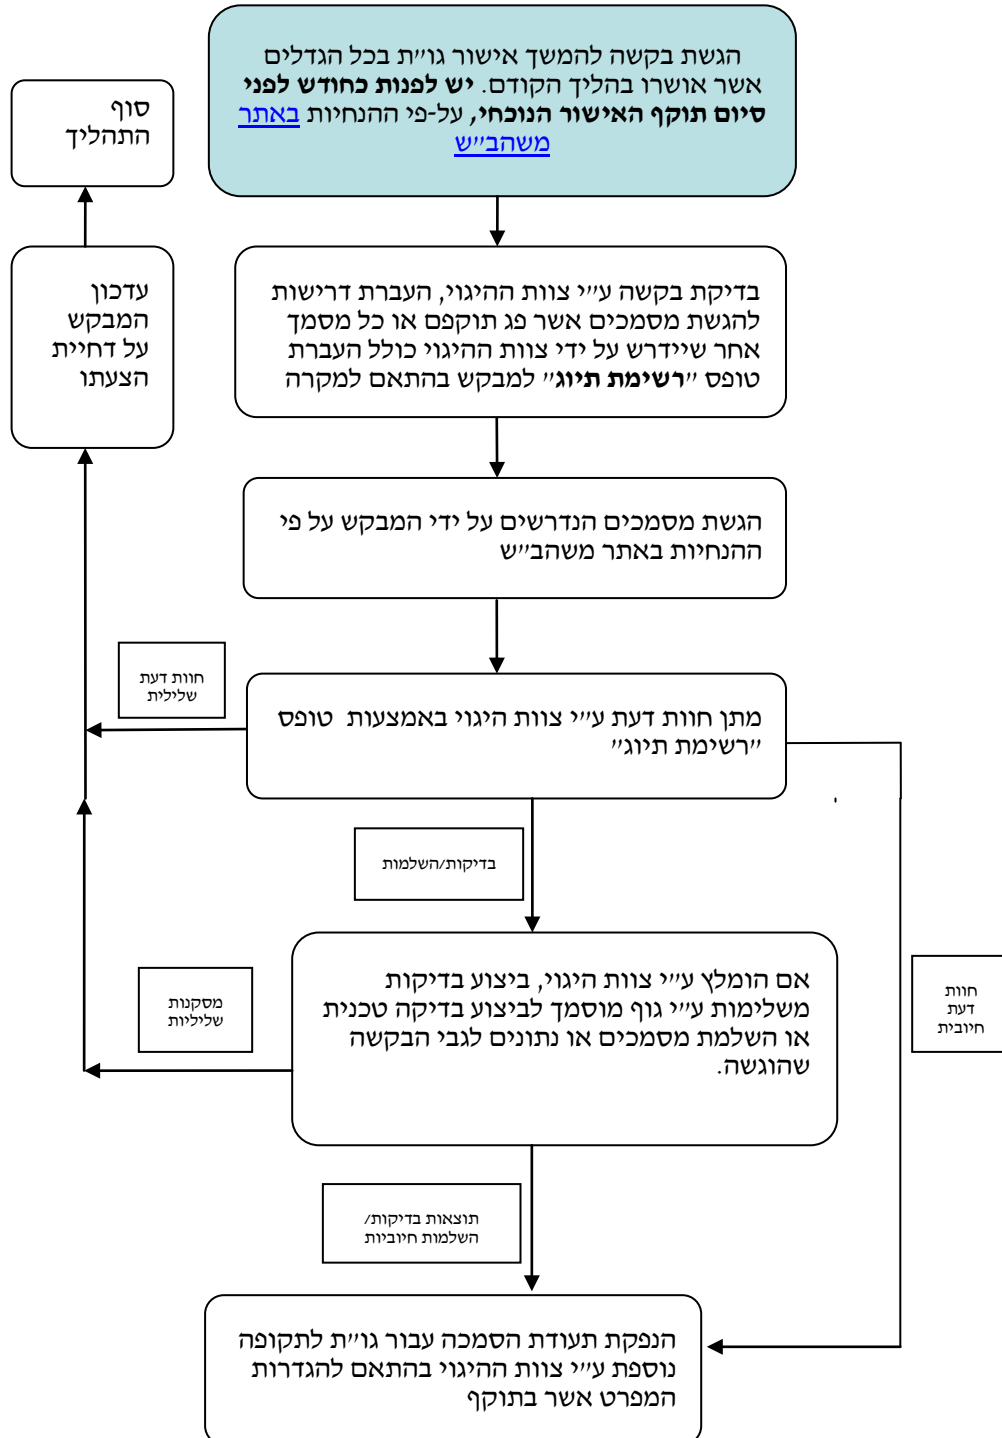 הגשת בקשה להמשך אישור גו״ת בכל הגדלים
אשר אושרו בהליך הקודם. יש לפנות כחודש לפני
סיום תוקף האישור הנוכחי, על-פי ההנחיות באתר
משהב״ש
סוף
התהליך
בדיקת בקשה ע״י צוות ההיגוי, העברת דרישות
להגשת מסמכים אשר פג תוקפם או כל מסמך
אחר שיידרש על ידי צוות ההיגוי כולל העברת
טופס ״רשימת תיוג״ למבקש בהתאם למקרה
עדכון
המבקש
על דחיית
הצעתו
הגשת מסמכים הנדרשים על ידי המבקש על פי
ההנחיות באתר משהב״ש
חוות דעת
שלילית
מתן חוות דעת ע״י צוות היגוי באמצעות טופס
״רשימת תיוג״
בדיקות/השלמות
אם הומלץ ע״י צוות היגוי, ביצוע בדיקות
משלימות ע״י גוף מוסמך לביצוע בדיקה טכנית
או השלמת מסמכים או נתונים לגבי הבקשה
שהוגשה.
מסקנות
שליליות
חוות
דעת
חיובית
תוצאות בדיקות/
השלמות חיוביות
הנפקת תעודת הסמכה עבור גו״ת לתקופה
נוספת ע״י צוות ההיגוי בהתאם להגדרות
המפרט אשר בתוקף